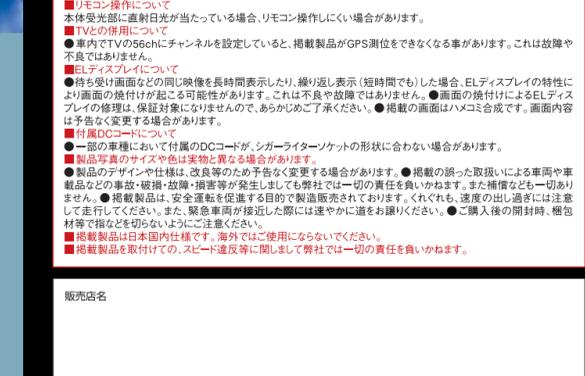 ■リモコン操作について
本体受光部に直射日光が当たっている場合、リモコン操作しにくい場合があります。
■TVとの併用について
●車内でTVの56chにチャンネルを設定していると、掲載製品がGPS測位をできなくなる事があります。これは故障や
不良ではありません。
■ELディスプレイについて
●待ち受け画面などの同じ映像を長時間表示したり、繰り返し表示(短時間でも)した場合、ELディスプレイの特性に
より画面の焼付けが起こる可能性があります。これは不良や故障ではありません。●画面の焼付けによるELディス
プレイの修理は、保証対象になりませんので、あらかじめご了承ください。●掲載の画面はハメコミ合成です。画面内容
は予告なく変更する場合があります。
■付属DCコードについて
●一部の車種において付属のDCコードが、シガーライターソケットの形状に合わない場合があります。
■製品写真のサイズや色は実物と異なる場合があります。
●製品のデザインや仕様は、改良等のため予告なく変更する場合があります。●掲載の誤った取扱いによる車両や車
載品などの事故・破損・故障・損害等が発生しましても弊社では一切の責任を負いかねます。また補償なども一切あり
ません。●掲載製品は、安全運転を促進する目的で製造販売されております。くれぐれも、速度の出し過ぎには注意
して走行してください。また、緊急車両が接近した際には速やかに道をお譲りください。●ご購入後の開封時、梱包
材等で指などを切らないようにご注意ください。
■掲載製品は日本国内仕様です。海外ではご使用にならないでください。
■掲載製品を取付けての、スピード違反等に関しまして弊社では一切の責任を負いかねます。
販売店名